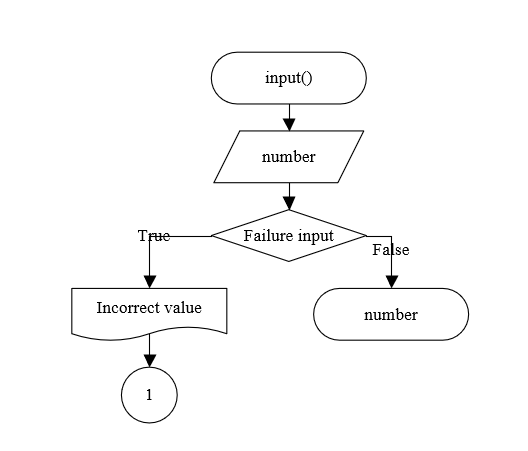 input()
number
Failure input
True
False
Incorrect value
number
1